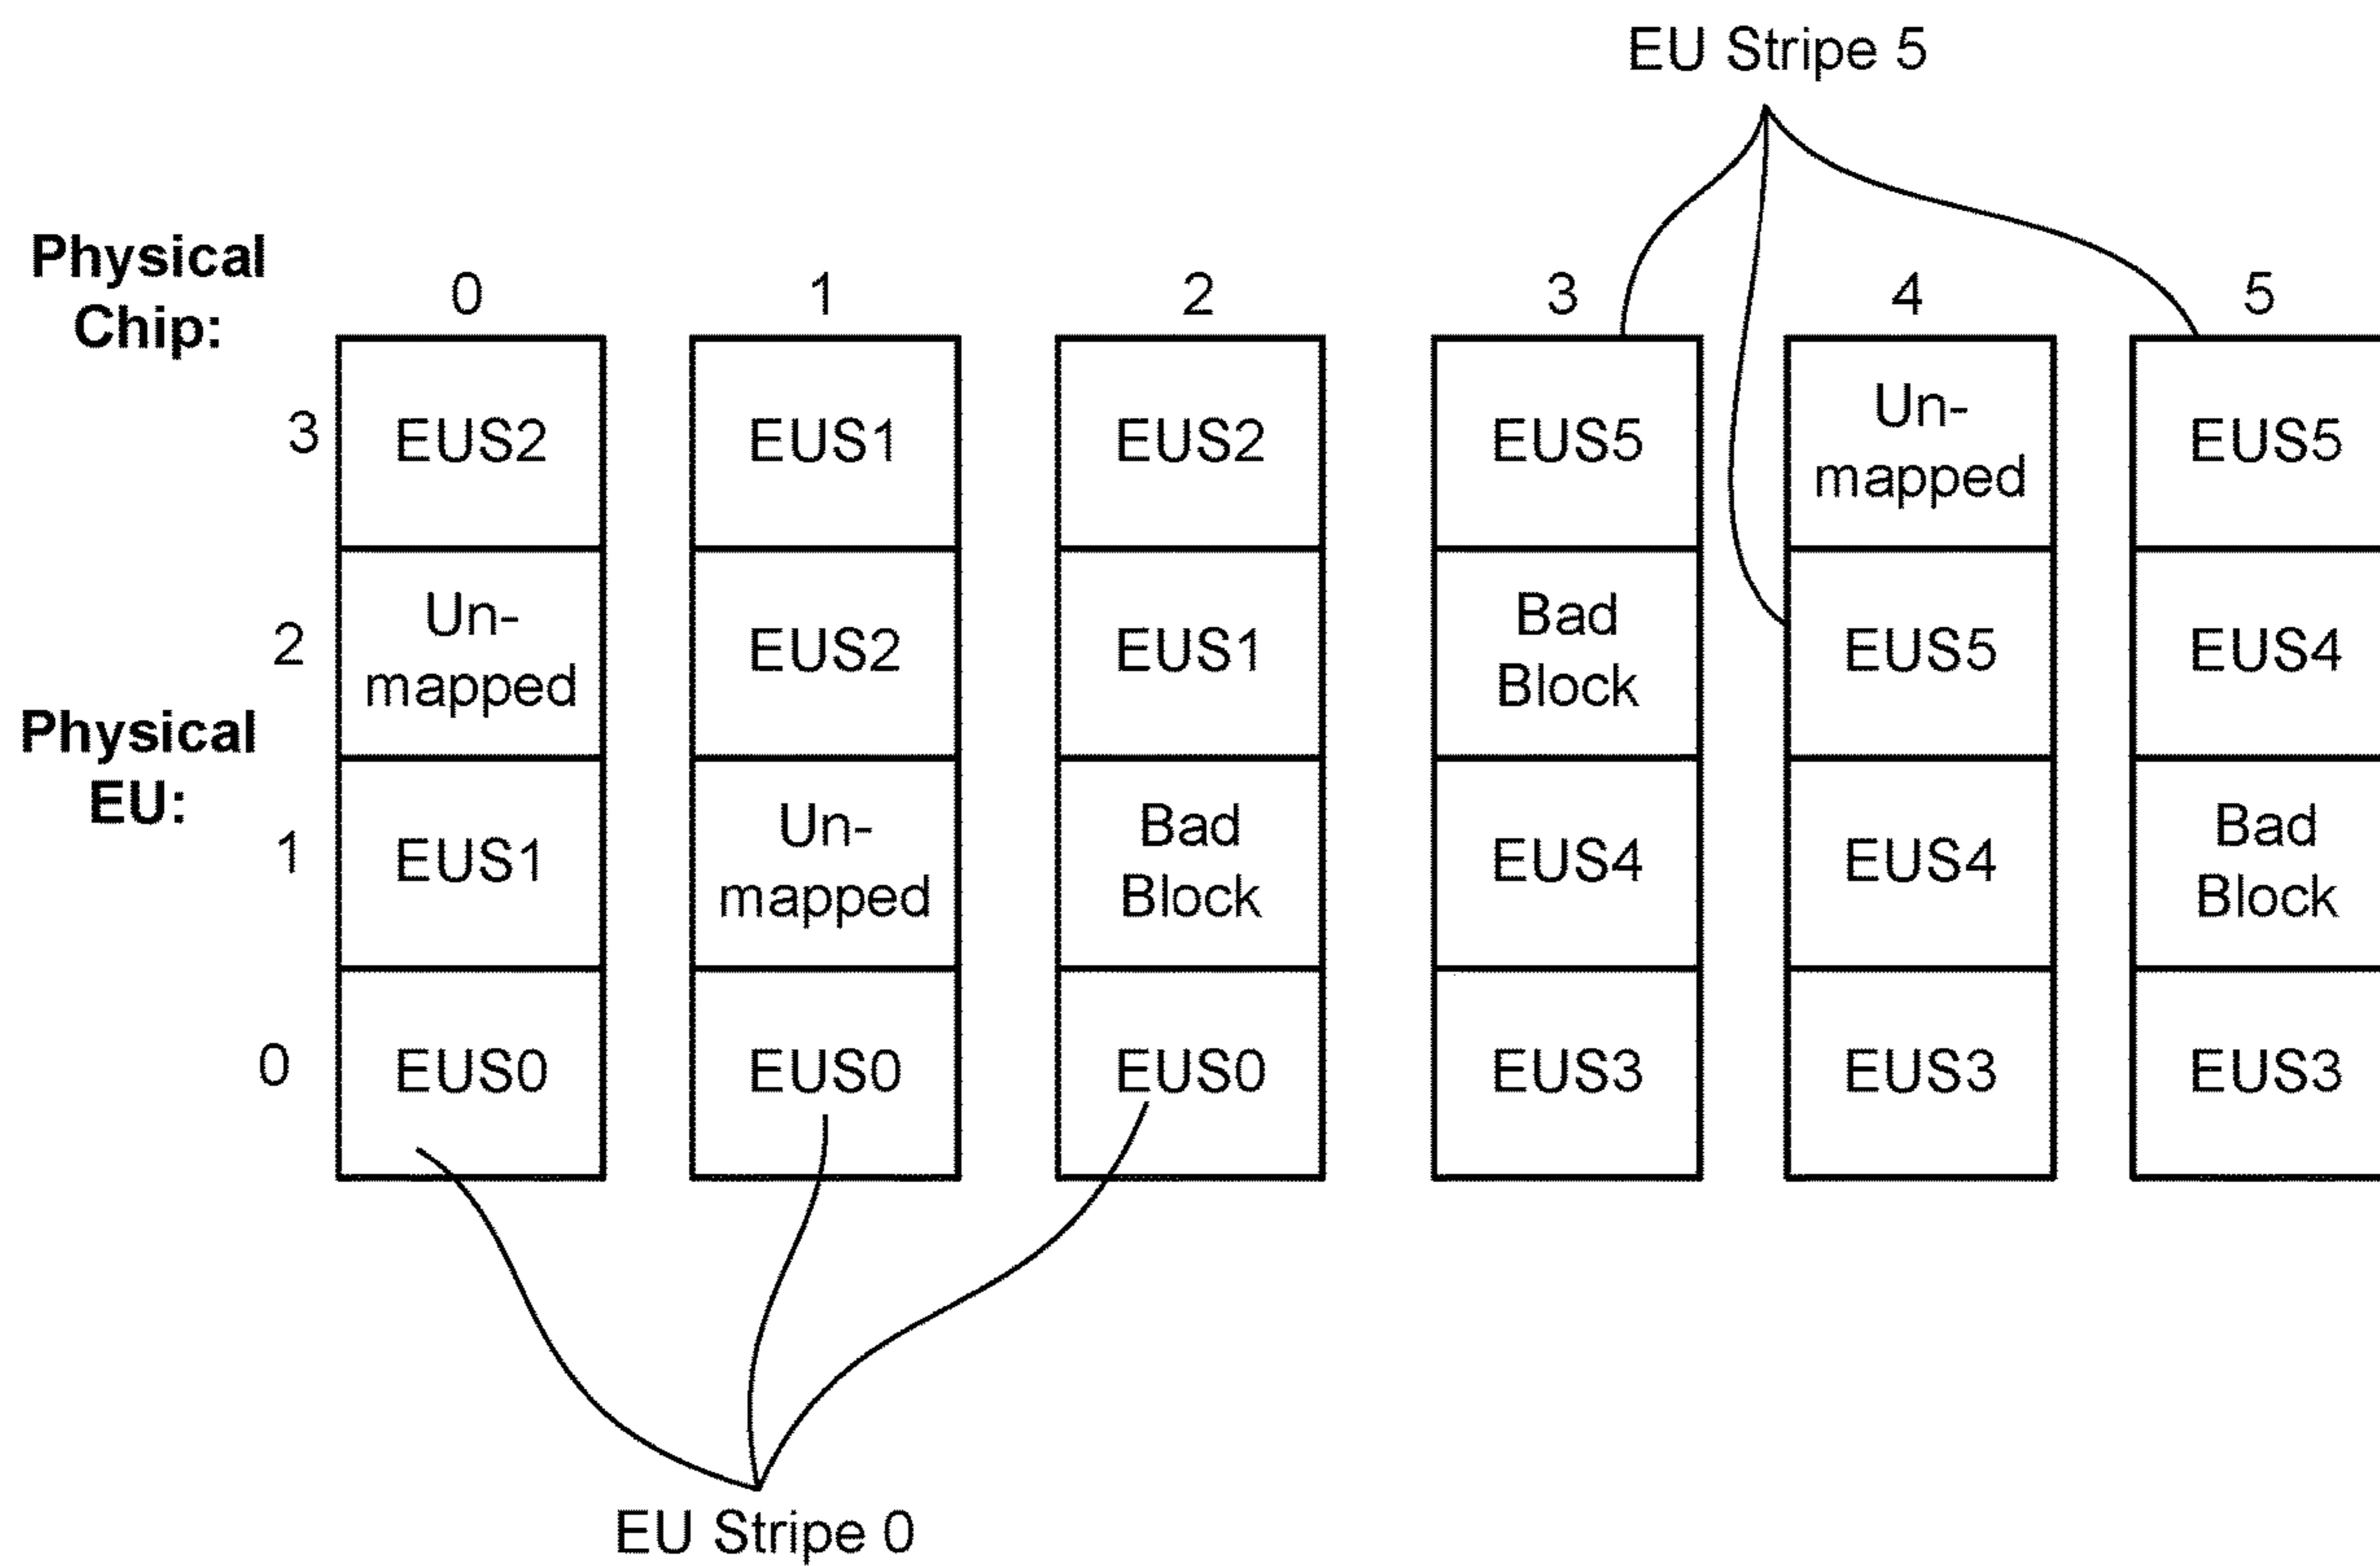 EU Stripe 5
Physical
Chip:
0 1 2 3 4 5
3 EUS2 EUS1 EUS2 EUS5 Un-
mapped EUS5
2 Un-
mapped EUS2 EUS1 Bad
Block EUS5 EUS4
Physical
EU:
1 EUS1 Un-
mapped Bad
Block EUS4 EUS4 Bad
Block
0 EUS0 EUS0 EUS0 EUS3 EUS3 EUS3
EU Stripe 0